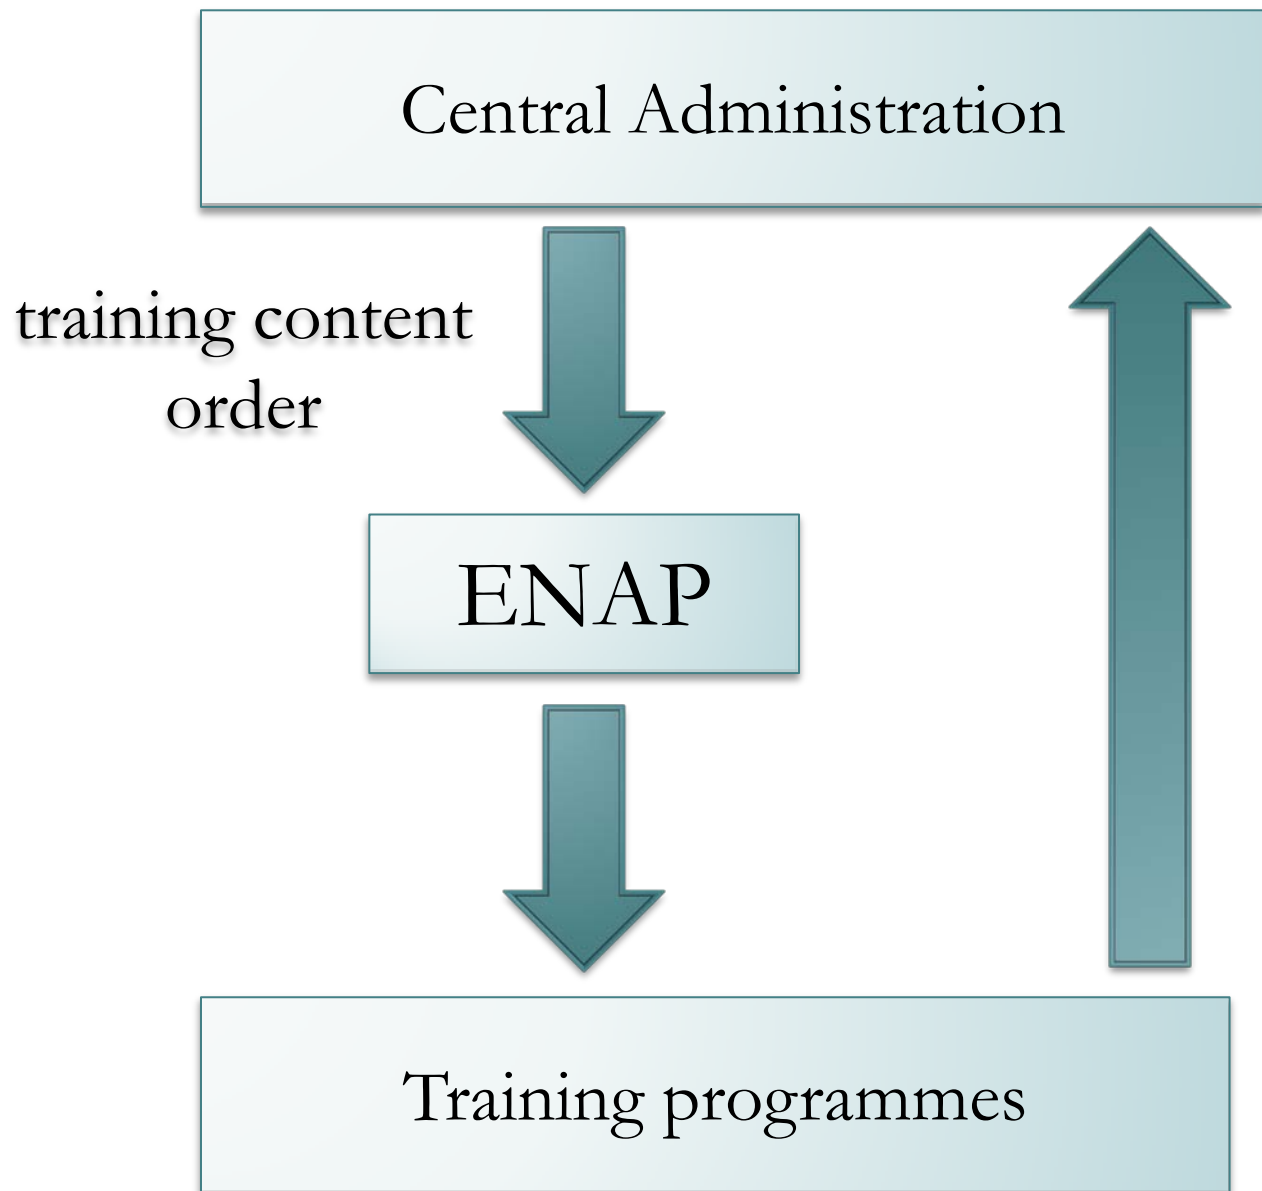 Central Administration
training content
order
ENAP
Training programmes